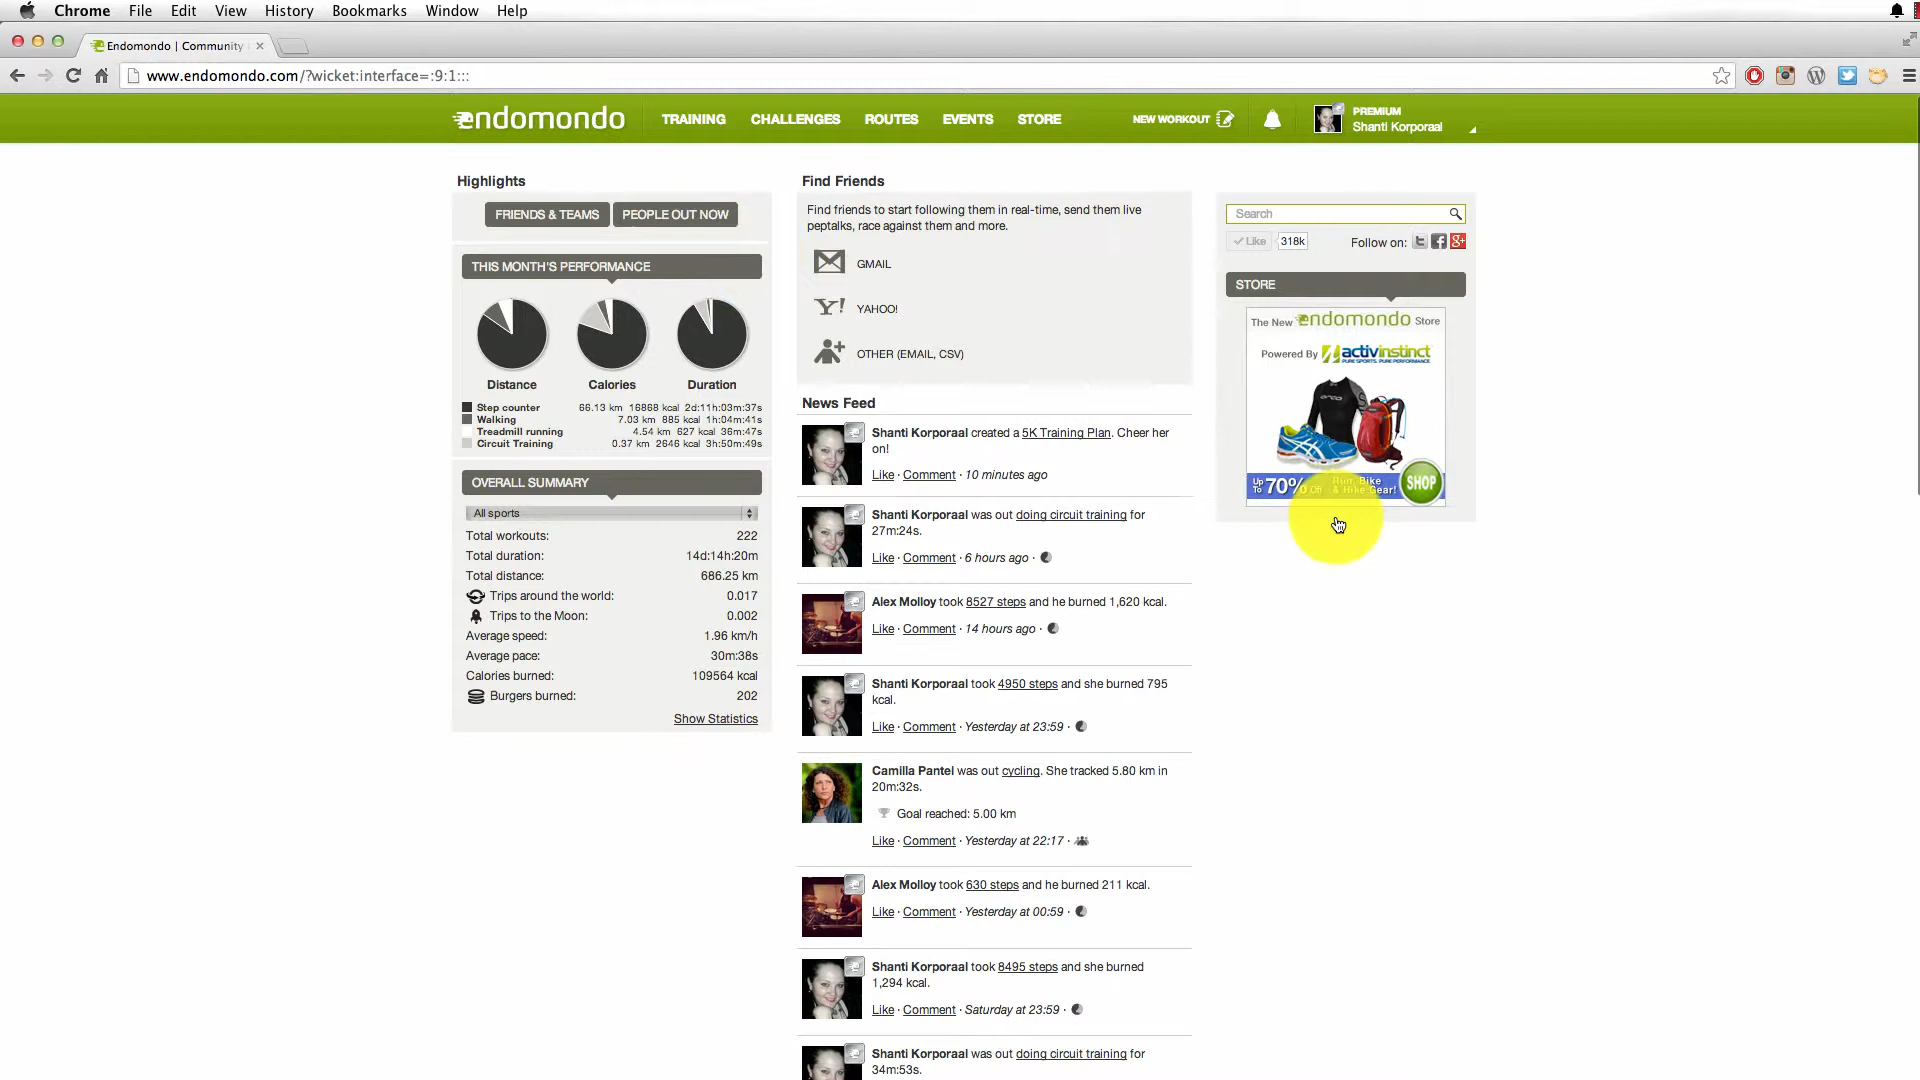 Chrome File Edit View History Bookmarks Window Help
Endomondo | Community
www.endomondo.com/?wicket:interface=:9:1:::
endomondo TRAINING CHALLENGES ROUTES EVENTS STORE NEW WORKOUT PREMIUM
Shanti Korporaal
Highlights
FRIENDS & TEAMS PEOPLE OUT NOW
THIS MONTH'S PERFORMANCE
Distance Calories Duration
Step counter 66.13 km 16868 kcal 2d:11h:03m:37s
Walking 7.03 km 885 kcal 1h:04m:41s
Treadmill running 4.54 km 627 kcal 36m:47s
Circuit Training 0.37 km 2646 kcal 3h:50m:49s
OVERALL SUMMARY
All sports
Total workouts: 222
Total duration: 14d:14h:20m
Total distance: 686.25 km
Trips around the world: 0.017
Trips to the Moon: 0.002
Average speed: 1.96 km/h
Average pace: 30m:38s
Calories burned: 109564 kcal
Burgers burned: 202
Show Statistics
Find Friends
Find friends to start following them in real-time, send them live
peptalks, race against them and more.
GMAIL
YAHOO!
OTHER (EMAIL, CSV)
News Feed
Shanti Korporaal created a 5K Training Plan. Cheer her
on!
Like · Comment · 10 minutes ago
Shanti Korporaal was out doing circuit training for
27m:24s.
Like · Comment · 6 hours ago ·
Alex Molloy took 8527 steps and he burned 1,620 kcal.
Like · Comment · 14 hours ago ·
Shanti Korporaal took 4950 steps and she burned 795
kcal.
Like · Comment · Yesterday at 23:59 ·
Camilla Pantel was out cycling. She tracked 5.80 km in
20m:32s.
Goal reached: 5.00 km
Like · Comment · Yesterday at 22:17 ·
Alex Molloy took 630 steps and he burned 211 kcal.
Like · Comment · Yesterday at 00:59 ·
Shanti Korporaal took 8495 steps and she burned
1,294 kcal.
Like · Comment · Saturday at 23:59 ·
Shanti Korporaal was out doing circuit training for
34m:53s.
Search
Like 318k Follow on:
STORE
The New endomondo Store
Powered By activinstinct
PURE SPORTS. PURE PERFORMANCE.
Up To 70% Off Run, Bike & Hike Gear! SHOP